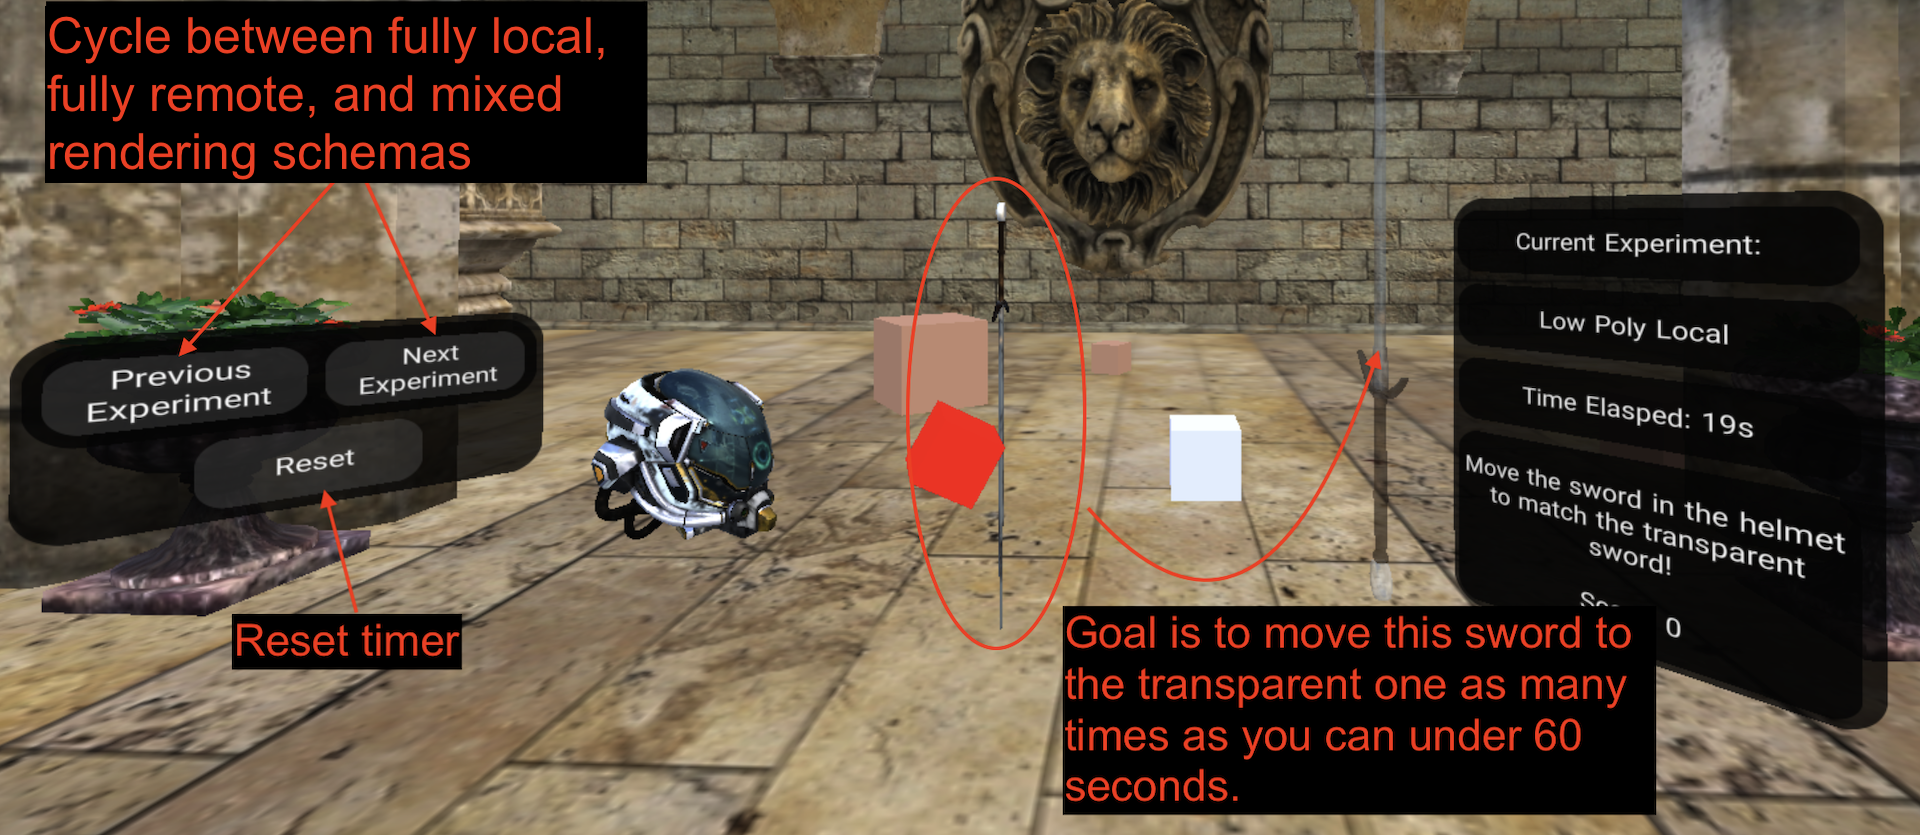 Cycle between fully local,
fully remote, and mixed
rendering schemas
Previous
Experiment
Next
Experiment
Reset
Reset timer
Current Experiment:
Low Poly Local
Time Elasped: 19s
Move the sword in the helmet
to match the transparent
sword!
0
Goal is to move this sword to
the transparent one as many
times as you can under 60
seconds.